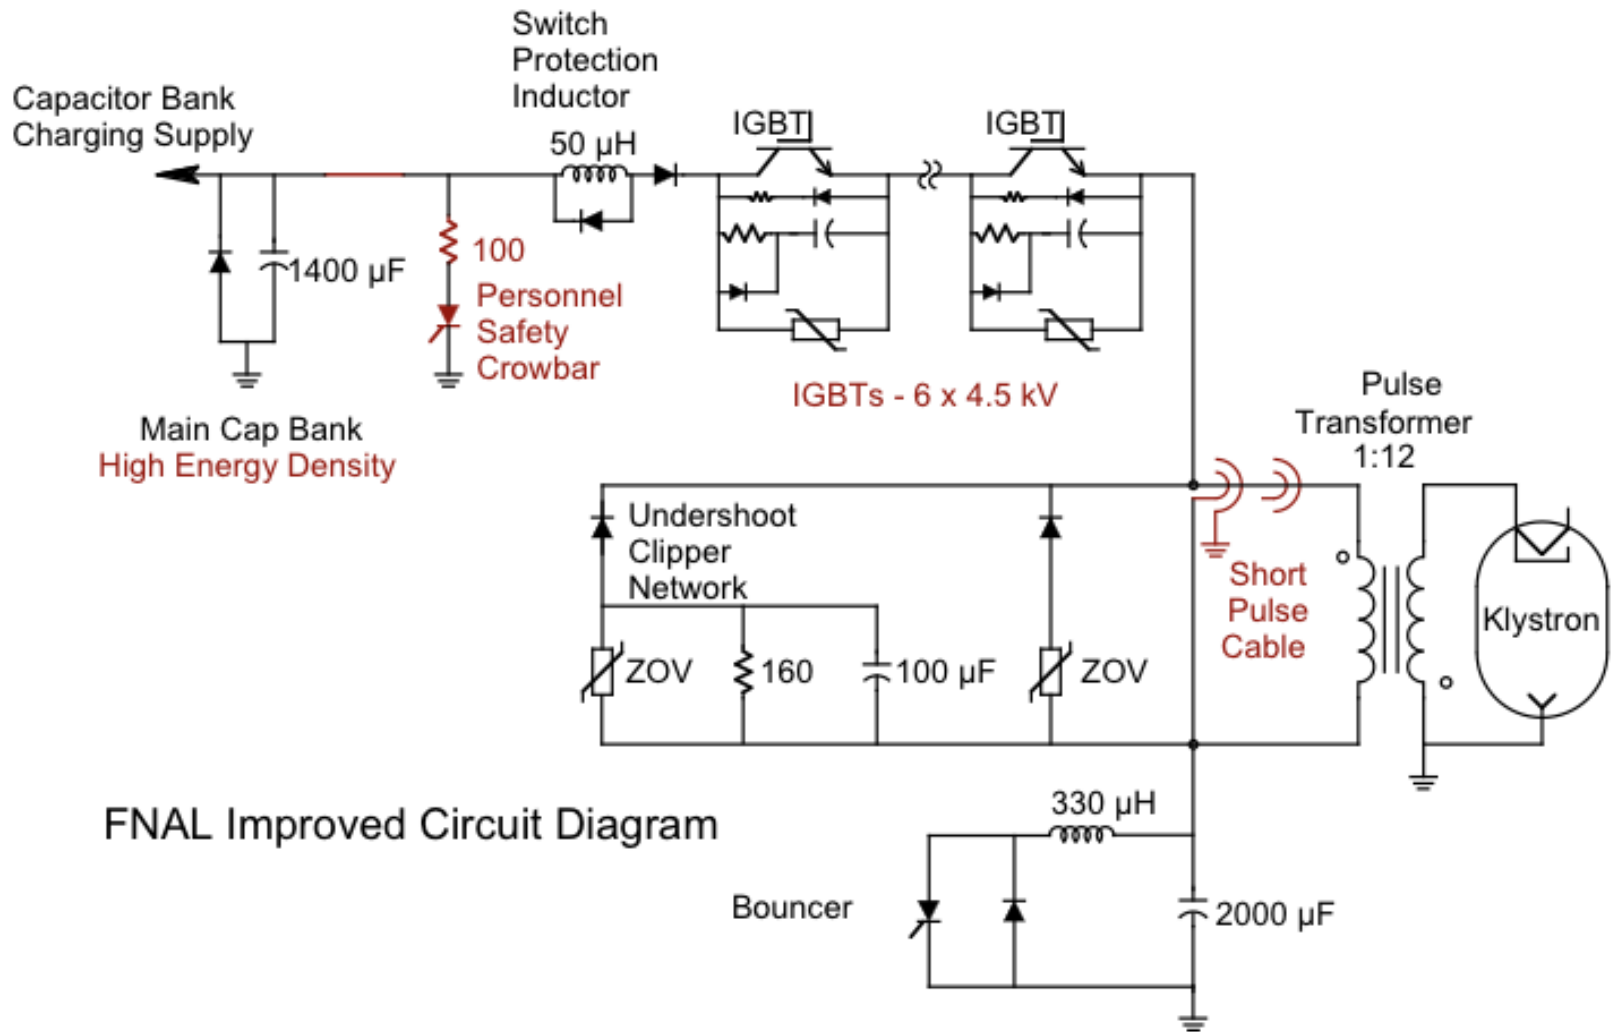 Switch
Protection
Inductor
Capacitor Bank
Charging Supply
50 µH
IGBT
IGBT
100
1400 µF
Personnel
Safety
Crowbar
IGBTs - 6 x 4.5 kV
Main Cap Bank
High Energy Density
Pulse
Transformer
1:12
Undershoot
Clipper
Network
Short
Pulse
Cable
ZOV
160
100 µF
ZOV
Klystron
FNAL Improved Circuit Diagram
330 µH
Bouncer
2000 µF